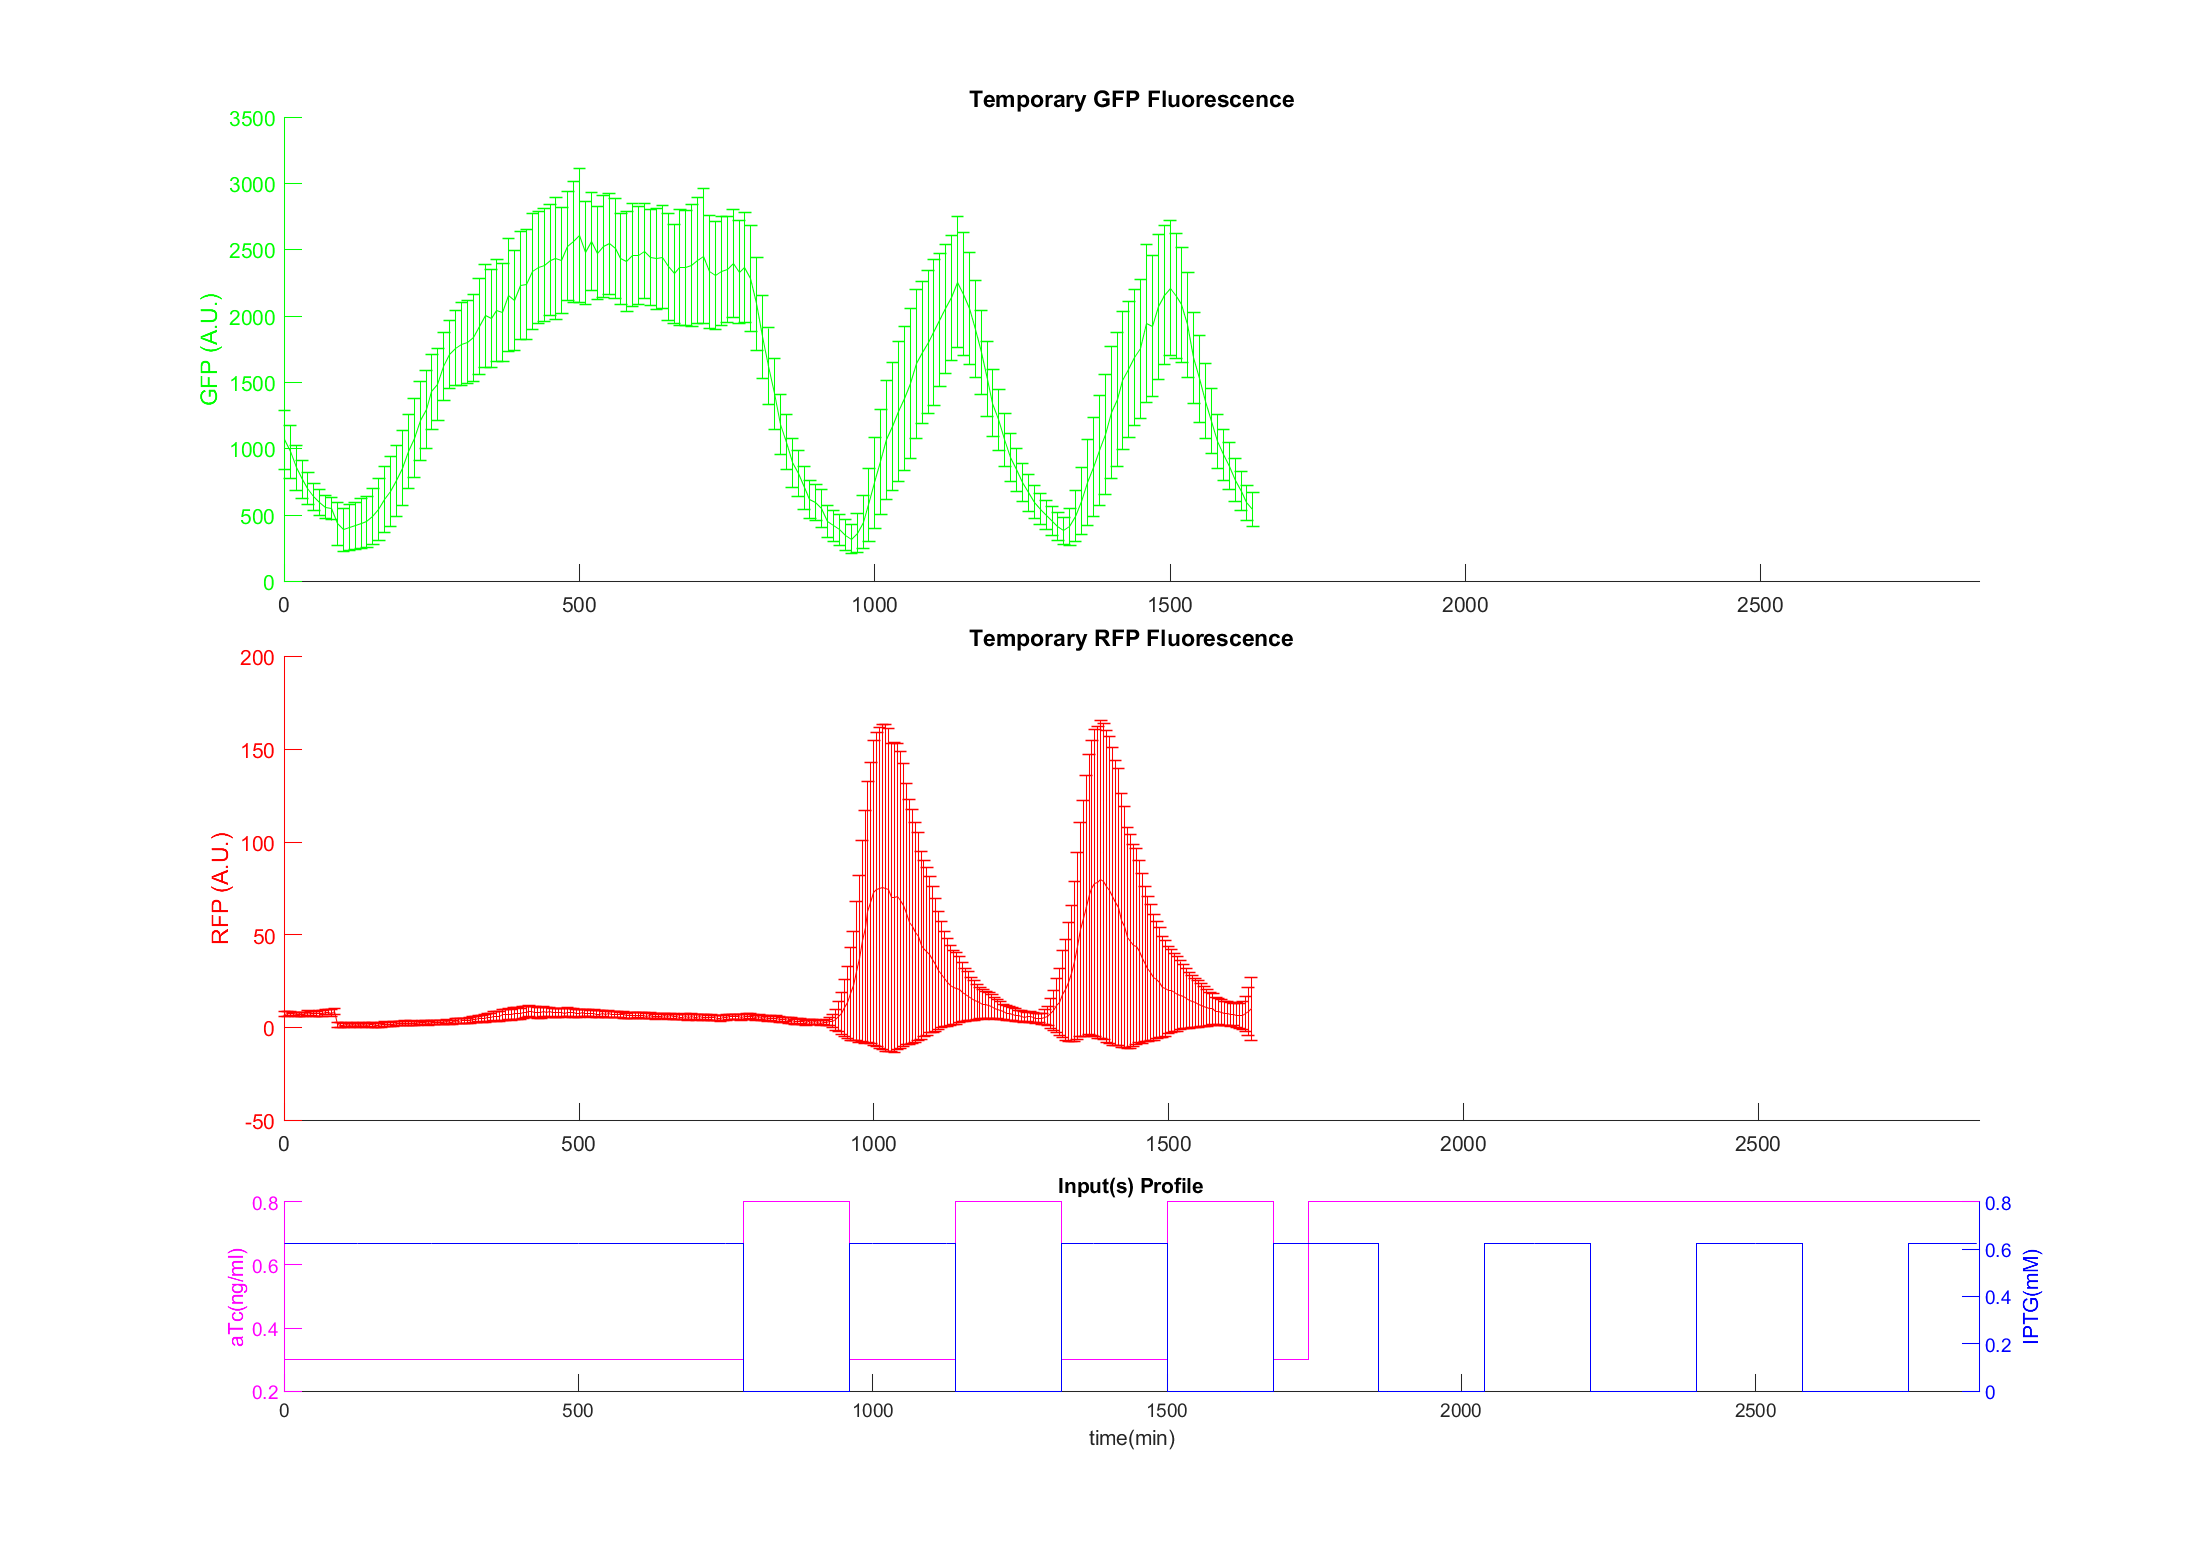 Temporary GFP Fluorescence
3500
3000
2500
2000
1500
1000
500
0
GFP (A.U.)
0 500 1000 1500 2000 2500
Temporary RFP Fluorescence
200
150
100
50
0
-50
RFP (A.U.)
0 500 1000 1500 2000 2500
Input(s) Profile
0.8
0.6
0.4
0.2
aTc(ng/ml)
0.8
0.6
0.4
0.2
0
IPTG(mM)
0 500 1000 1500 2000 2500
time(min)